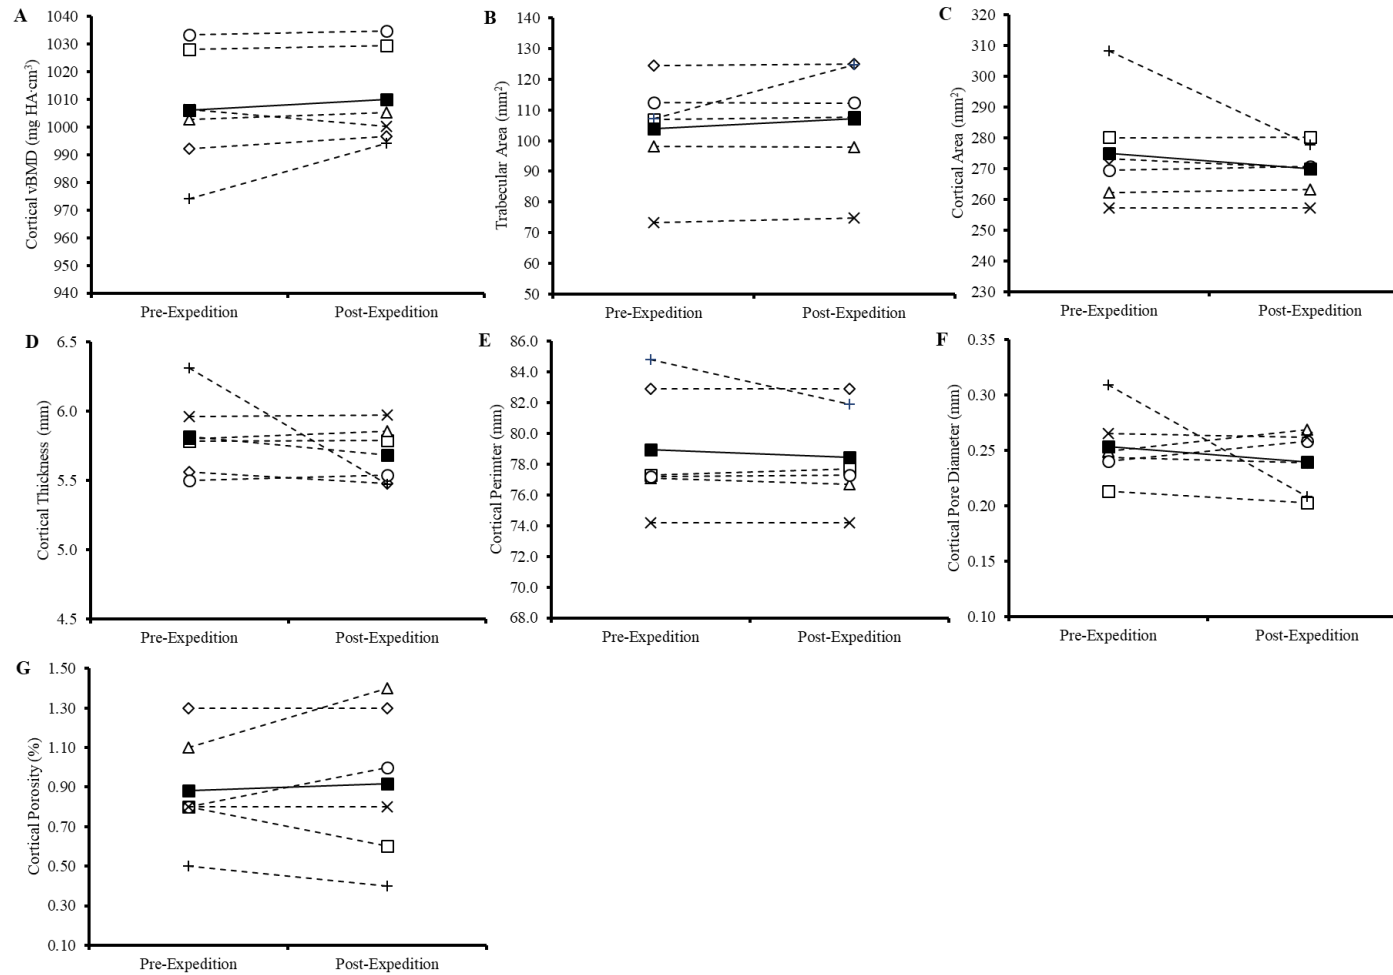 A
Cortical vBMD (mg HA·cm³)
1040
1030
1020
1010
1000
990
980
970
960
950
940
Pre-Expedition
Post-Expedition
B
Trabecular Area (mm²)
140
130
120
110
100
90
80
70
60
50
Pre-Expedition
Post-Expedition
C
Cortical Area (mm²)
320
310
300
290
280
270
260
250
240
230
Pre-Expedition
Post-Expedition
D
Cortical Thickness (mm)
6.5
6.0
5.5
5.0
4.5
Pre-Expedition
Post-Expedition
E
Cortical Perimter (mm)
86.0
84.0
82.0
80.0
78.0
76.0
74.0
72.0
70.0
68.0
Pre-Expedition
Post-Expedition
F
Cortical Pore Diameter (mm)
0.35
0.30
0.25
0.20
0.15
0.10
Pre-Expedition
Post-Expedition
G
Cortical Porosity (%)
1.50
1.30
1.10
0.90
0.70
0.50
0.30
0.10
Pre-Expedition
Post-Expedition